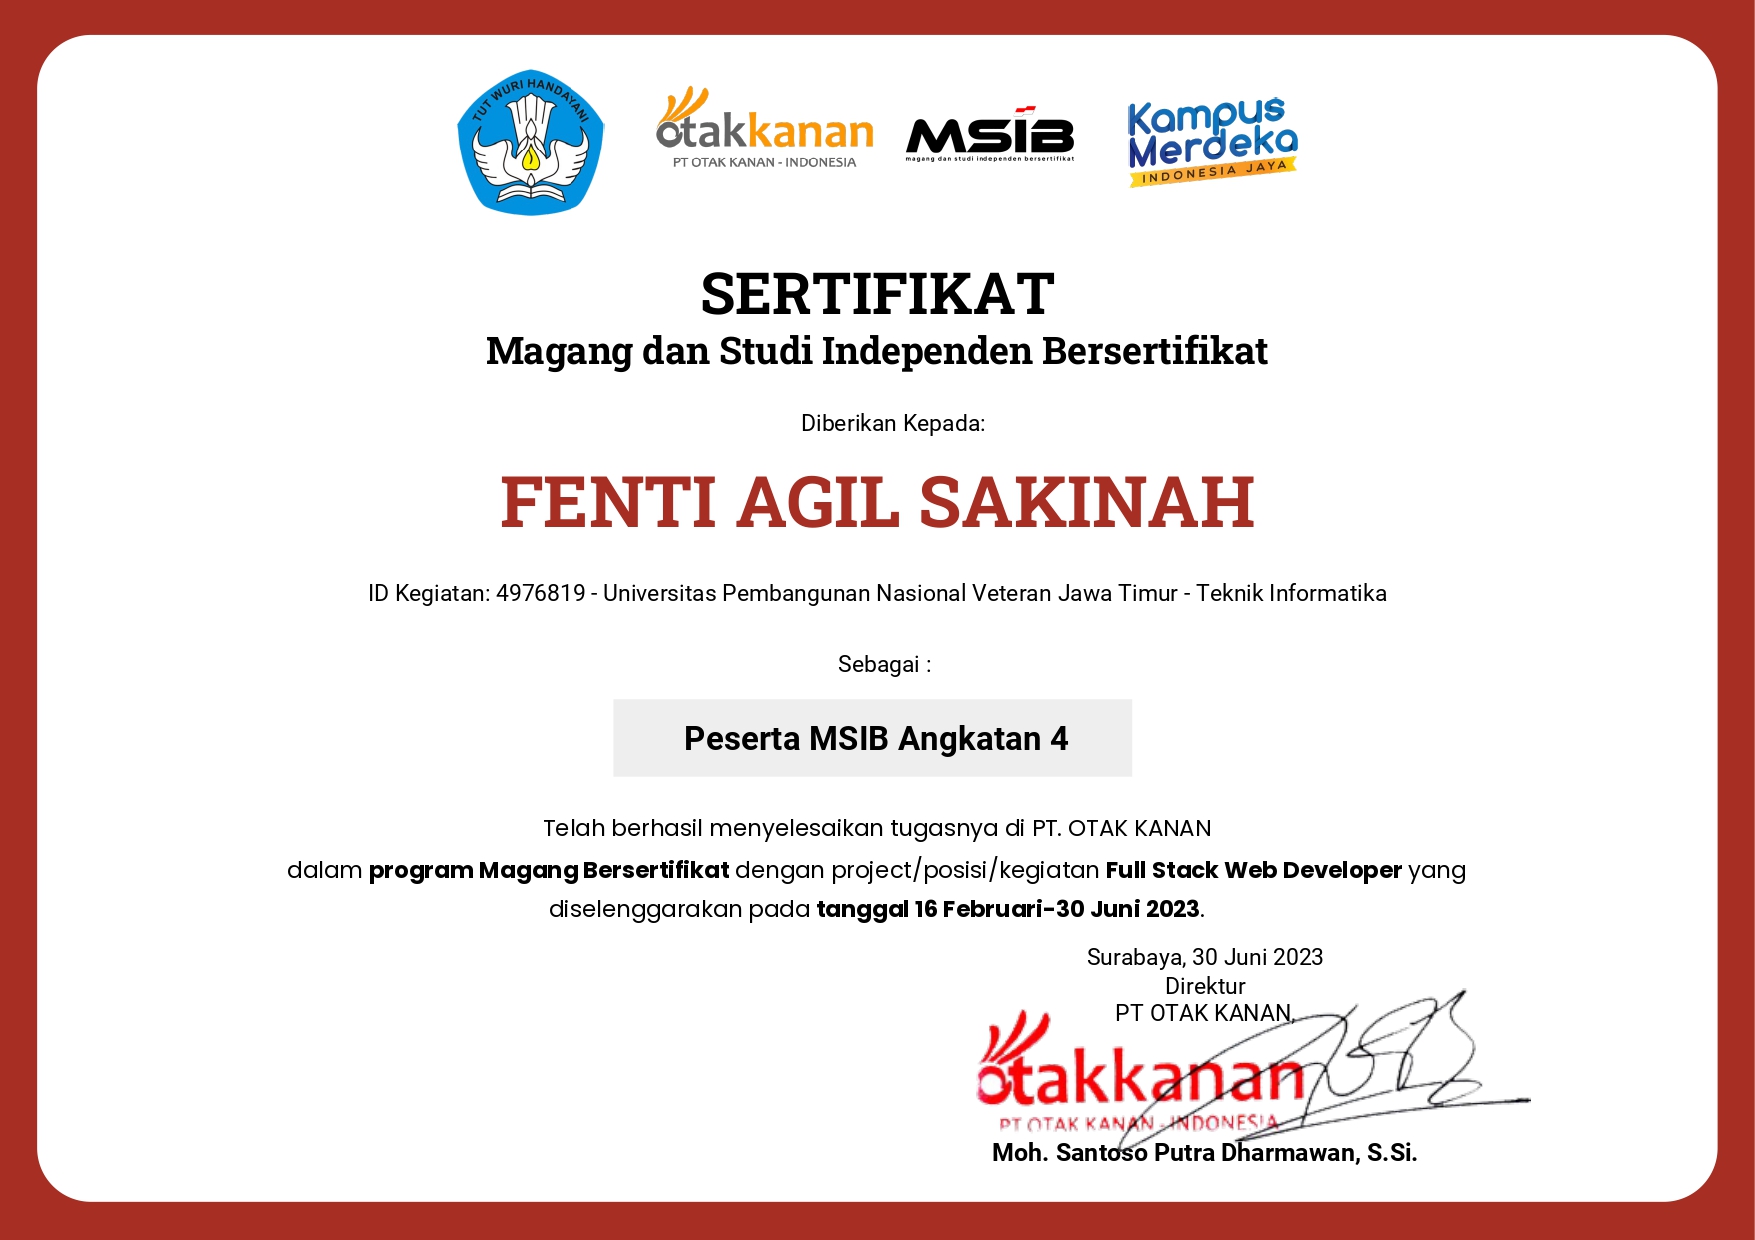 TUT WURI HANDAYANI
otakkanan
PT OTAK KANAN - INDONESIA
MSIB
magang dan studi independen bersertifikat
Kampus
Merdeka
INDONESIA JAYA
SERTIFIKAT
Magang dan Studi Independen Bersertifikat
Diberikan Kepada:
FENTI AGIL SAKINAH
ID Kegiatan: 4976819 - Universitas Pembangunan Nasional Veteran Jawa Timur - Teknik Informatika
Sebagai :
Peserta MSIB Angkatan 4
Telah berhasil menyelesaikan tugasnya di PT. OTAK KANAN
dalam program Magang Bersertifikat dengan project/posisi/kegiatan Full Stack Web Developer yang
diselenggarakan pada tanggal 16 Februari-30 Juni 2023.
Surabaya, 30 Juni 2023
Direktur
PT OTAK KANAN,
otakkanan
PT OTAK KANAN - INDONESIA
Moh. Santoso Putra Dharmawan, S.Si.